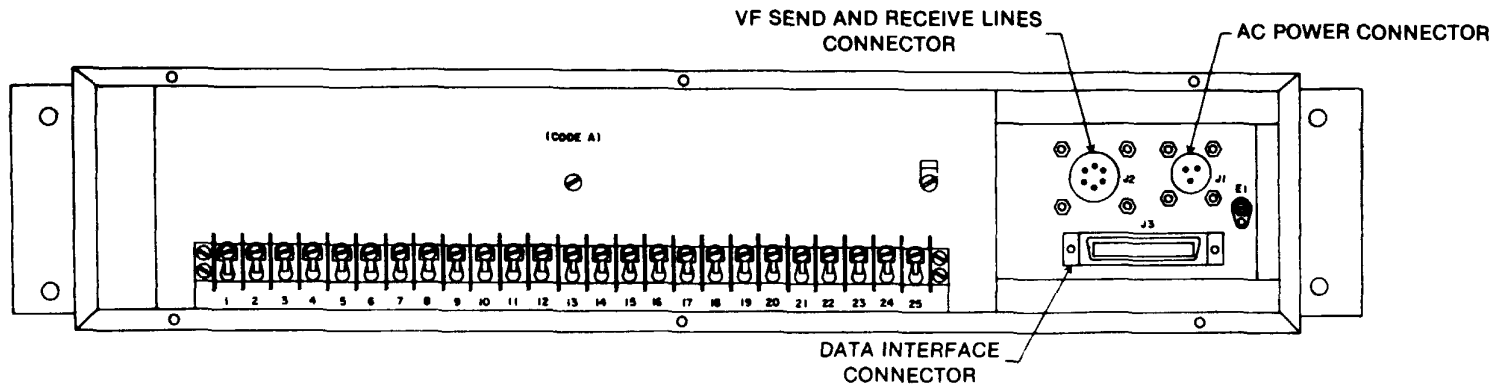 VF SEND AND RECEIVE LINES
CONNECTOR
AC POWER CONNECTOR
(CODE A)
J2
J1
E1
J3
1 2 3 4 5 6 7 8 9 10 11 12 13 14 15 16 17 18 19 20 21 22 23 24 25
DATA INTERFACE
CONNECTOR